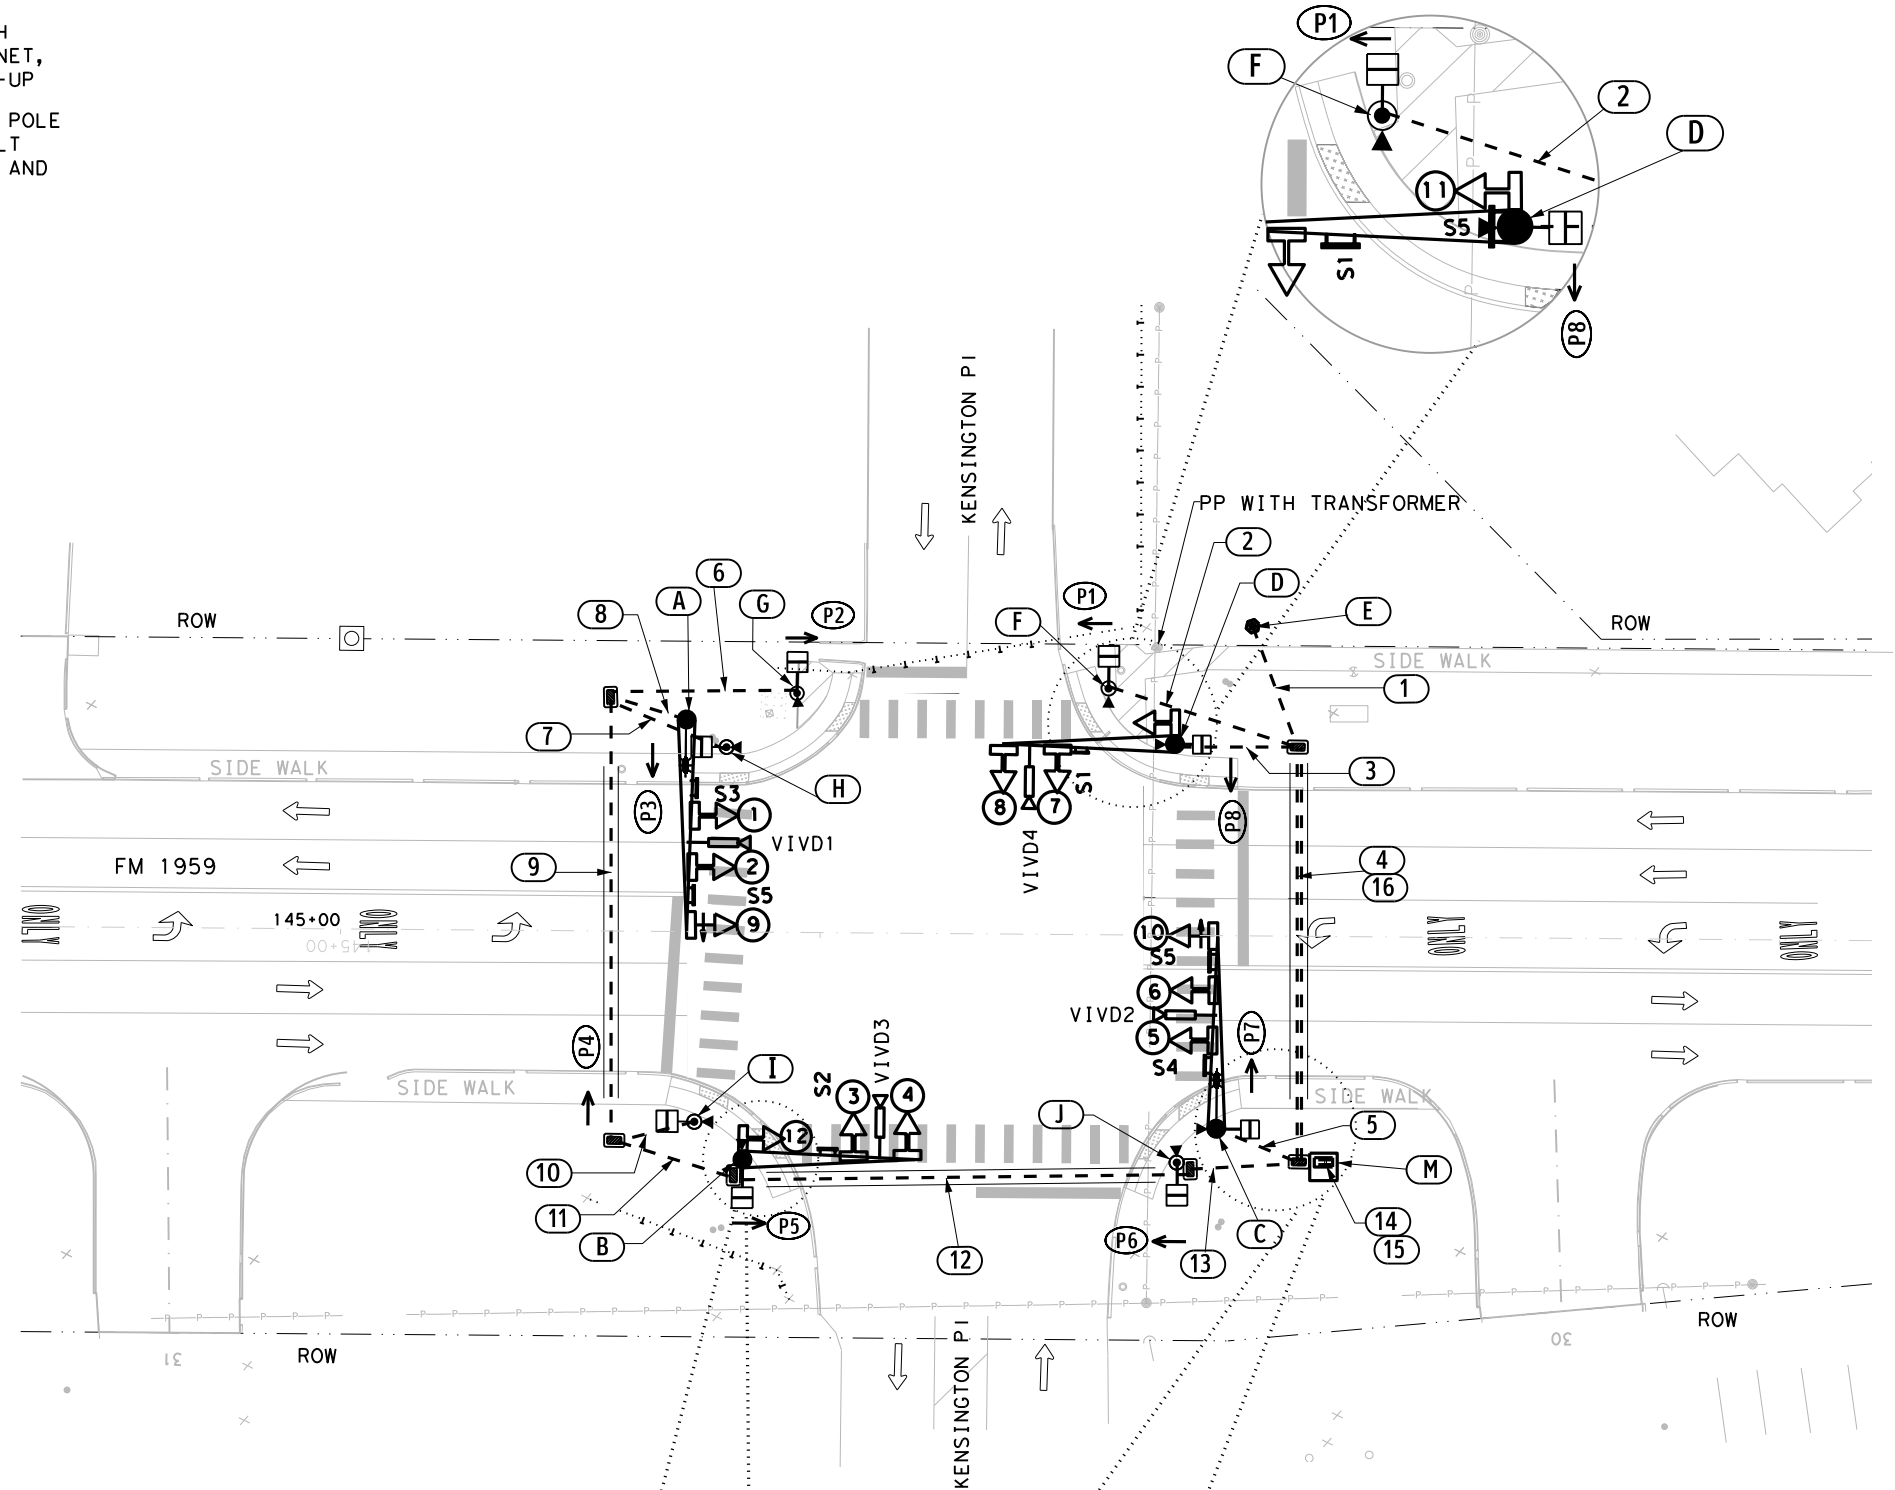 H
NET,
-UP
POLE
LT
AND
P1
F
2
D
11
S5
S1
P8
KENSINGTON Pl
PP WITH TRANSFORMER
2
D
E
6
A
G
P2
8
P1
F
ROW
ROW
SIDE WALK
1
7
H
3
SIDE WALK
P3
S3
1
VIVD1
2
S5
9
8
7
S1
VIVD4
P8
FM 1959
9
4
16
ONLY
145+00
145+00
ONLY
ONLY
ONLY
10
S5
6
VIVD2
5
S4
P7
P4
I
SIDE WALK
S2
3
VIVD3
4
J
SIDE WALK
5
12
10
M
11
B
P5
12
P6
13
C
14
15
P P P P P P
31
ROW
KENSINGTON Pl
30
ROW